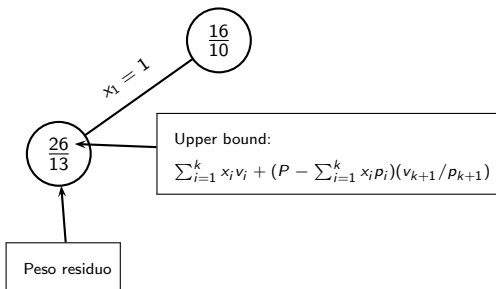 16
10
x₁ = 1
26
13
Upper bound:
∑ᵏᵢ₌₁ xᵢvᵢ + (P − ∑ᵏᵢ₌₁ xᵢpᵢ)(vₖ₊₁/pₖ₊₁)
Peso residuo